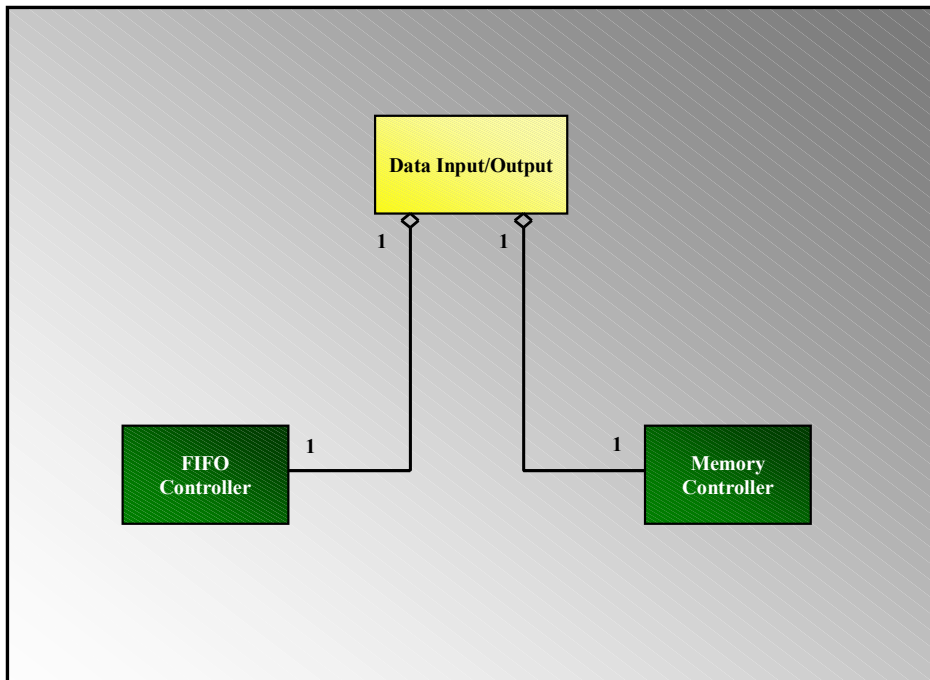 Data Input/Output
1
1
1
1
FIFO
Controller
Memory
Controller